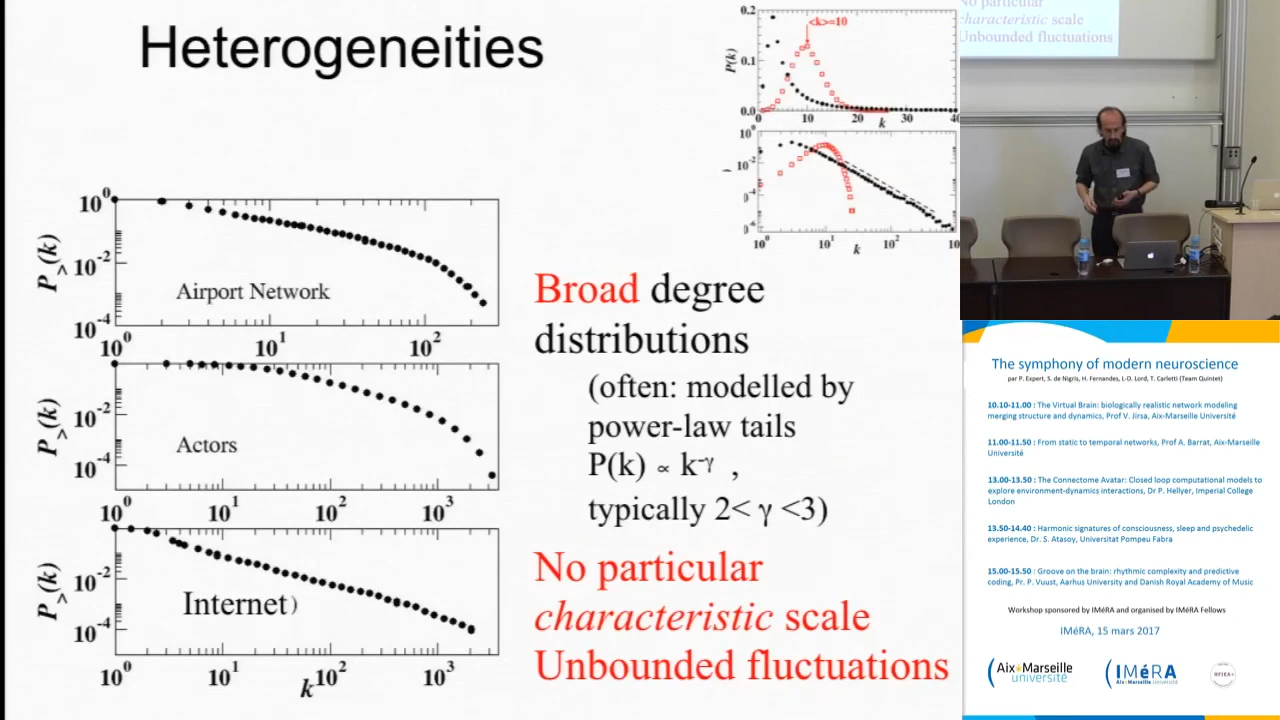 Heterogeneities
0.2
<k>=10
P(k)
0.1
0.0
0 10 20 30 40
k
10^0
10^-2
10^0 10^1 10^2
k
10^0
P_>(k)
10^-2
Airport Network
10^-4
10^0 10^1 10^2
P_>(k)
10^-2
Actors
10^-4
10^0 10^1 10^2 10^3
P_>(k)
10^-2
Internet)
10^-4
10^0 10^1 10^2 10^3
k
Broad degree
distributions
(often: modelled by
power-law tails
P(k) ∝ k^-γ ,
typically 2< γ <3)
No particular
characteristic scale
Unbounded fluctuations
No particular
characteristic scale
Unbounded fluctuations
The symphony of modern neuroscience
par P. Expert, S. de Nigris, H. Fernandes, L-D. Lord, T. Carletti (Team Quintet)
10.10-11.00 : The Virtual Brain: biologically realistic network modeling
merging structure and dynamics, Prof V. Jirsa, Aix-Marseille Université
11.00-11.50 : From static to temporal networks, Prof A. Barrat, Aix-Marseille
Université
13.00-13.50 : The Connectome Avatar: Closed loop computational models to
explore environment-dynamics interactions, Dr P. Hellyer, Imperial College
London
13.50-14.40 : Harmonic signatures of consciousness, sleep and psychedelic
experience, Dr. S. Atasoy, Universitat Pompeu Fabra
15.00-15.50 : Groove on the brain: rhythmic complexity and predictive
coding, Pr. P. Vuust, Aarhus University and Danish Royal Academy of Music
Workshop sponsored by IMéRA and organised by IMéRA Fellows
IMéRA, 15 mars 2017
Aix*Marseille
université
IMéRA
Aix-Marseille Université
RFIEA+